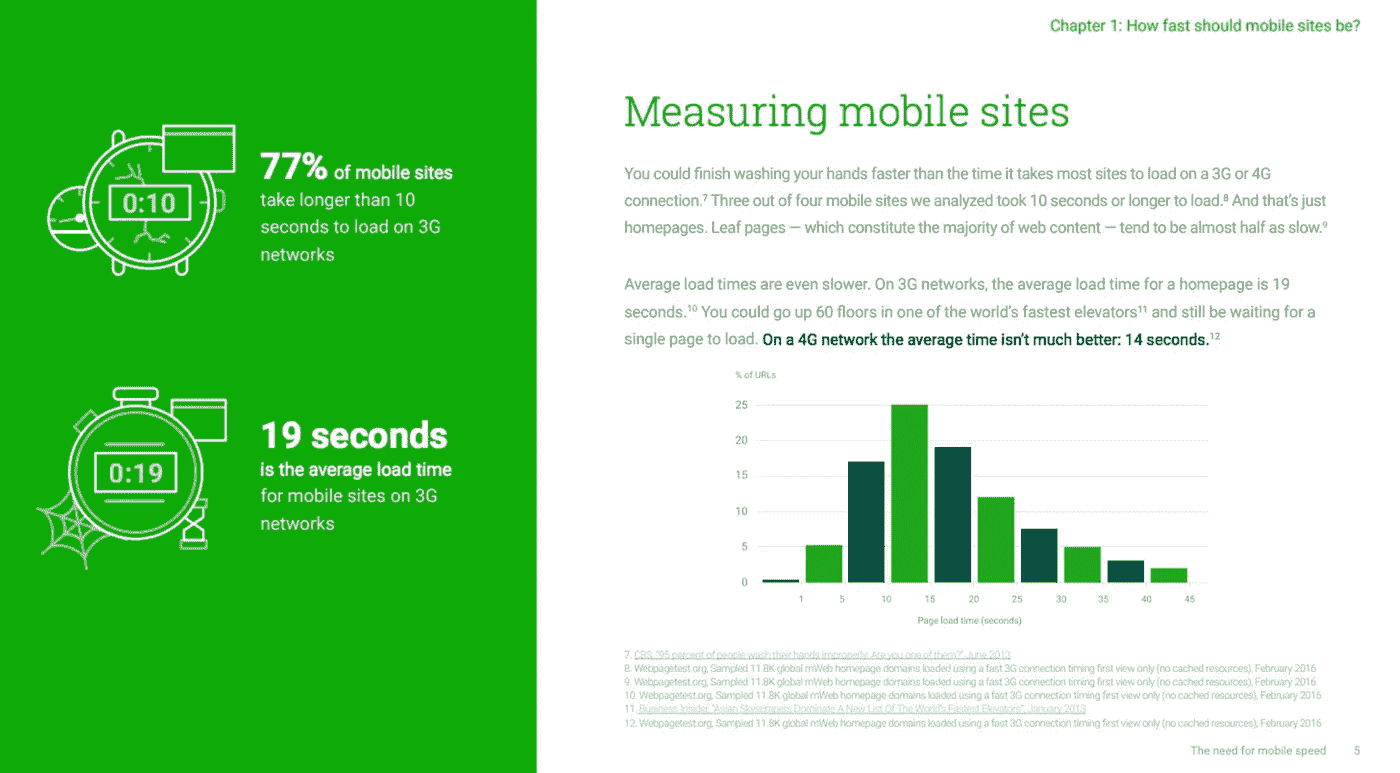 Chapter 1: How fast should mobile sites be?
0:10
77% of mobile sites
take longer than 10
seconds to load on 3G
networks
0:19
19 seconds
is the average load time
for mobile sites on 3G
networks
Measuring mobile sites
You could finish washing your hands faster than the time it takes most sites to load on a 3G or 4G
connection.⁷ Three out of four mobile sites we analyzed took 10 seconds or longer to load.⁸ And that's just
homepages. Leaf pages — which constitute the majority of web content — tend to be almost half as slow.⁹
Average load times are even slower. On 3G networks, the average load time for a homepage is 19
seconds.¹⁰ You could go up 60 floors in one of the world's fastest elevators¹¹ and still be waiting for a
single page to load. On a 4G network the average time isn't much better: 14 seconds.¹²
% of URLs
25
20
15
10
5
0
1 5 10 15 20 25 30 35 40 45
Page load time (seconds)
7. CBS, "95 percent of people wash their hands improperly: Are you one of them?" June 2013
8. Webpagetest.org, Sampled 11.8K global mWeb homepage domains loaded using a fast 3G connection timing first view only (no cached resources), February 2016
9. Webpagetest.org, Sampled 11.8K global mWeb homepage domains loaded using a fast 3G connection timing first view only (no cached resources), February 2016
10. Webpagetest.org, Sampled 11.8K global mWeb homepage domains loaded using a fast 3G connection timing first view only (no cached resources), February 2016
11. Business Insider, "Asian Skyscrapers Dominate A New List Of The World's Fastest Elevators", January 2013
12. Webpagetest.org, Sampled 11.8K global mWeb homepage domains loaded using a fast 3G connection timing first view only (no cached resources), February 2016
The need for mobile speed 5